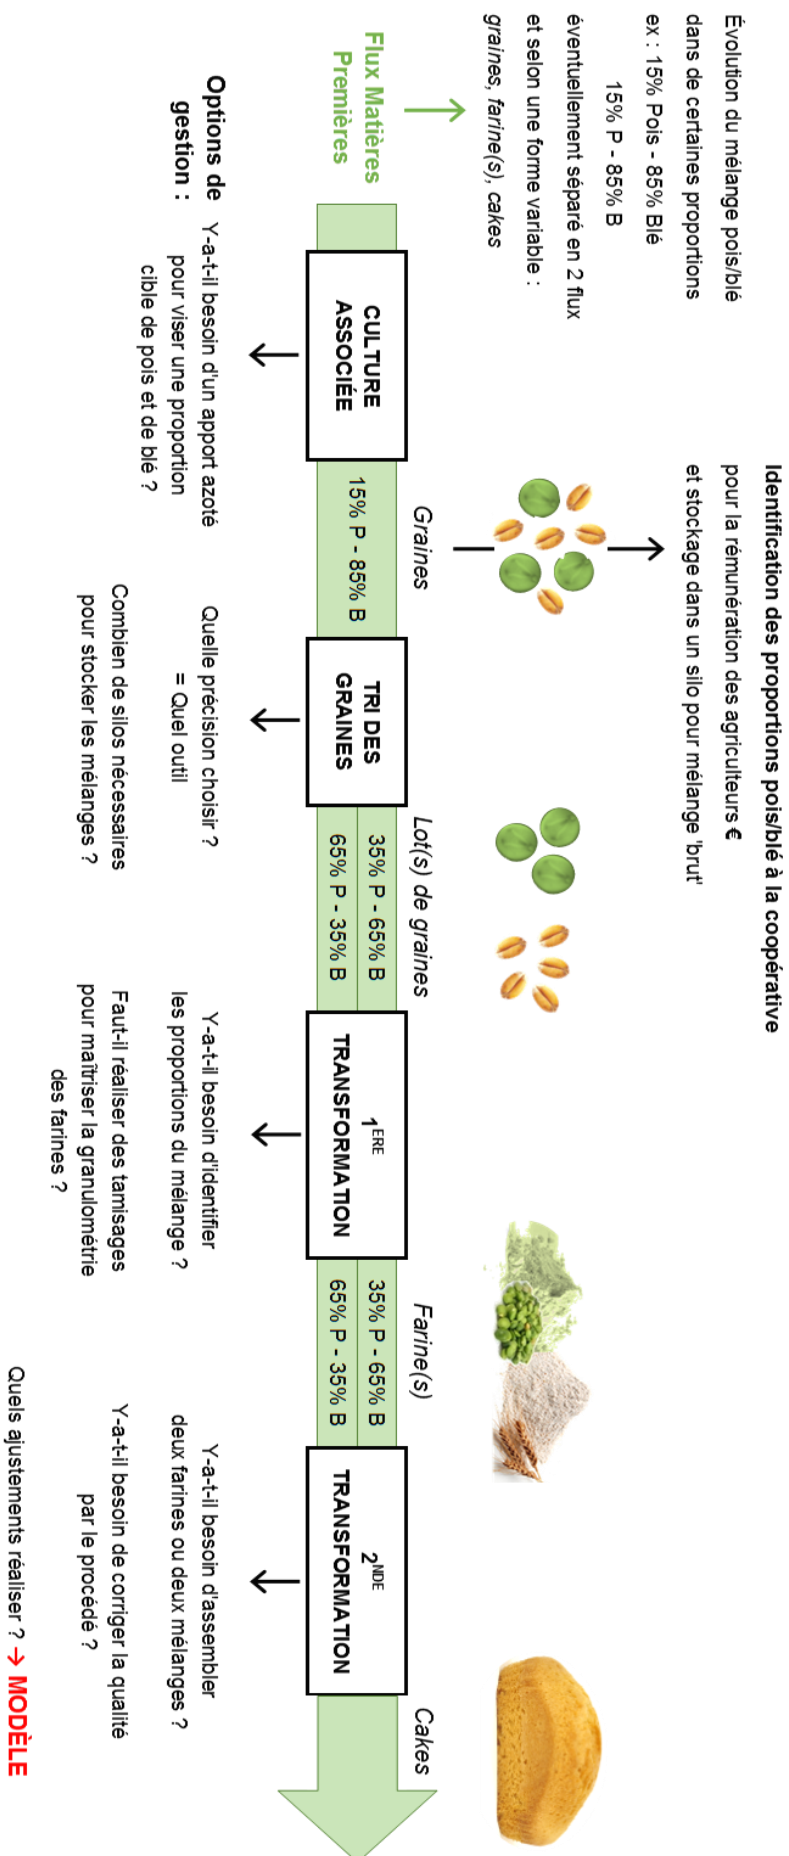 Évolution du mélange pois/blé
dans de certaines proportions
ex : 15% Pois - 85% Blé
15% P - 85% B
éventuellement séparé en 2 flux
et selon une forme variable :
graines, farine(s), cakes
Identification des proportions pois/blé à la coopérative
pour la rémunération des agriculteurs €
et stockage dans un silo pour mélange 'brut'
Flux Matières
Premières
CULTURE
ASSOCIÉE
Graines
15% P - 85% B
TRI DES
GRAINES
Lot(s) de graines
35% P - 65% B
65% P - 35% B
1ERE
TRANSFORMATION
Farine(s)
35% P - 65% B
65% P - 35% B
2NDE
TRANSFORMATION
Cakes
Options de
gestion :
Y-a-t-il besoin d'un apport azoté
pour viser une proportion
cible de pois et de blé ?
Quelle précision choisir ?
= Quel outil
Combien de silos nécessaires
pour stocker les mélanges ?
Y-a-t-il besoin d'identifier
les proportions du mélange ?
Faut-il réaliser des tamisages
pour maîtriser la granulométrie
des farines ?
Y-a-t-il besoin d'assembler
deux farines ou deux mélanges ?
Y-a-t-il besoin de corriger la qualité
par le procédé ?
Quels ajustements réaliser ? → MODÈLE